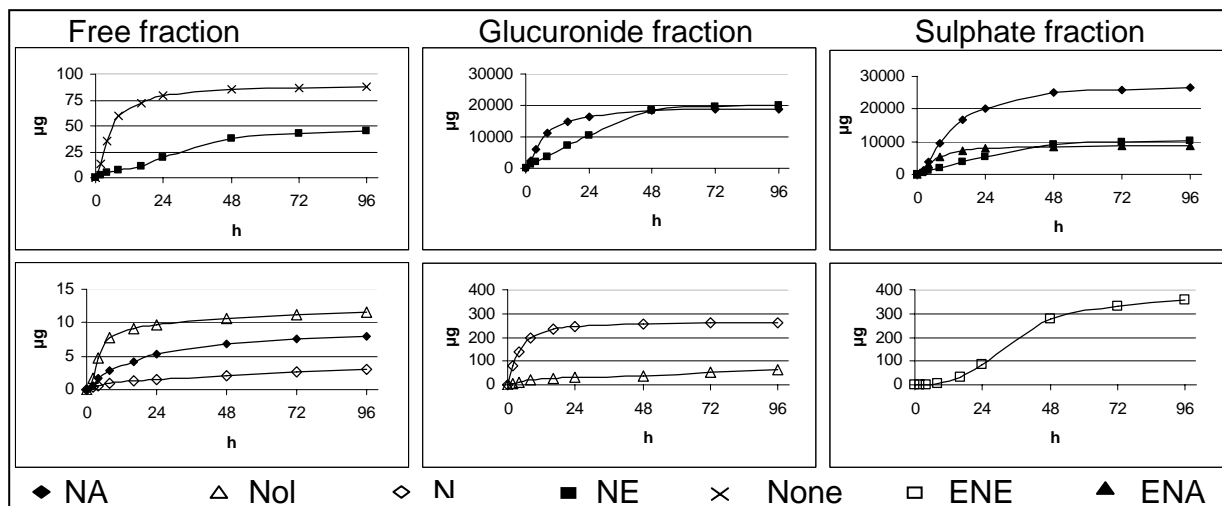 Free fraction
Glucuronide fraction
Sulphate fraction
100
75
50
25
0
µg
0 24 48 72 96
h
30000
20000
10000
0
µg
0 24 48 72 96
h
30000
20000
10000
0
µg
0 24 48 72 96
h
15
10
5
0
µg
0 24 48 72 96
h
400
300
200
100
0
µg
0 24 48 72 96
h
400
300
200
100
0
µg
0 24 48 72 96
h
NA Nol N NE None ENE ENA